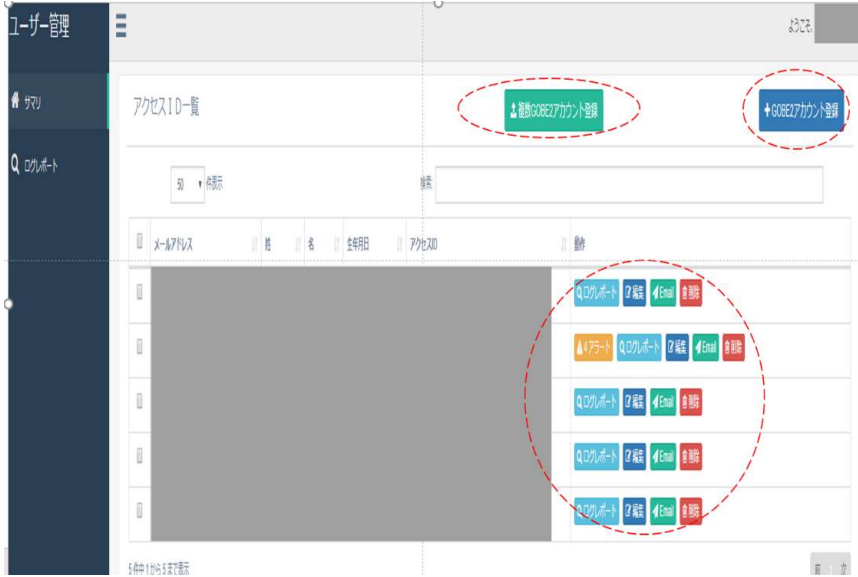 ユーザー管理
ようこそ,
サマリ
ログレポート
アクセスID一覧
複数GOBE2アカウント登録
+GOBE2アカウント登録
50 件表示
検索:
メールアドレス 姓 名 生年月日 アクセスID 動作
ログレポート 編集 Email 削除
4アラート ログレポート 編集 Email 削除
ログレポート 編集 Email 削除
ログレポート 編集 Email 削除
ログレポート 編集 Email 削除
5件中1から5まで表示
前 1 次